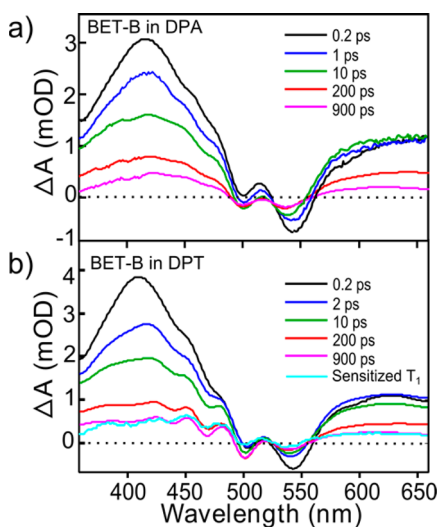 a)
BET-B in DPA
0.2 ps
1 ps
10 ps
200 ps
900 ps
ΔA (mOD)
3
2
1
0
-1
b)
BET-B in DPT
0.2 ps
2 ps
10 ps
200 ps
900 ps
Sensitized T₁
ΔA (mOD)
4
2
0
400 450 500 550 600 650
Wavelength (nm)